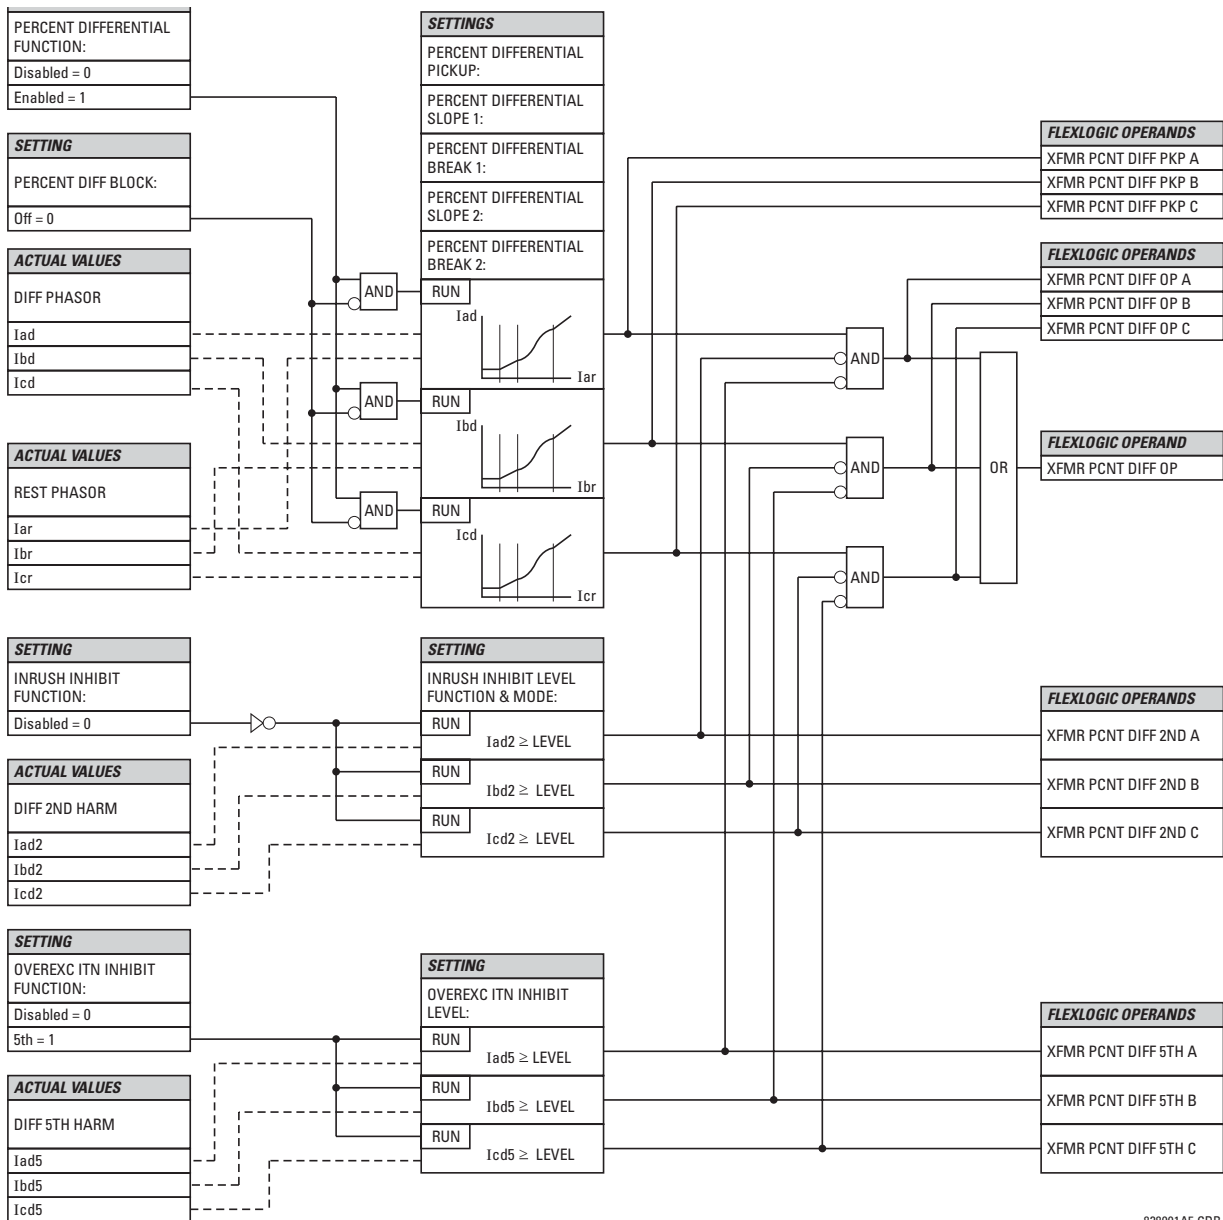 PERCENT DIFFERENTIAL
FUNCTION:
Disabled = 0
Enabled = 1
SETTING
PERCENT DIFF BLOCK:
Off = 0
ACTUAL VALUES
DIFF PHASOR
Iad
Ibd
Icd
ACTUAL VALUES
REST PHASOR
Iar
Ibr
Icr
SETTING
INRUSH INHIBIT
FUNCTION:
Disabled = 0
ACTUAL VALUES
DIFF 2ND HARM
Iad2
Ibd2
Icd2
SETTING
OVEREXC ITN INHIBIT
FUNCTION:
Disabled = 0
5th = 1
ACTUAL VALUES
DIFF 5TH HARM
Iad5
Ibd5
Icd5
AND
AND
AND
SETTINGS
PERCENT DIFFERENTIAL
PICKUP:
PERCENT DIFFERENTIAL
SLOPE 1:
PERCENT DIFFERENTIAL
BREAK 1:
PERCENT DIFFERENTIAL
SLOPE 2:
PERCENT DIFFERENTIAL
BREAK 2:
RUN
Iad
Iar
RUN
Ibd
Ibr
RUN
Icd
Icr
SETTING
INRUSH INHIBIT LEVEL
FUNCTION & MODE:
RUN
Iad2 ≥ LEVEL
RUN
Ibd2 ≥ LEVEL
RUN
Icd2 ≥ LEVEL
SETTING
OVEREXC ITN INHIBIT
LEVEL:
RUN
Iad5 ≥ LEVEL
RUN
Ibd5 ≥ LEVEL
RUN
Icd5 ≥ LEVEL
AND
AND
AND
OR
FLEXLOGIC OPERANDS
XFMR PCNT DIFF PKP A
XFMR PCNT DIFF PKP B
XFMR PCNT DIFF PKP C
FLEXLOGIC OPERANDS
XFMR PCNT DIFF OP A
XFMR PCNT DIFF OP B
XFMR PCNT DIFF OP C
FLEXLOGIC OPERAND
XFMR PCNT DIFF OP
FLEXLOGIC OPERANDS
XFMR PCNT DIFF 2ND A
XFMR PCNT DIFF 2ND B
XFMR PCNT DIFF 2ND C
FLEXLOGIC OPERANDS
XFMR PCNT DIFF 5TH A
XFMR PCNT DIFF 5TH B
XFMR PCNT DIFF 5TH C